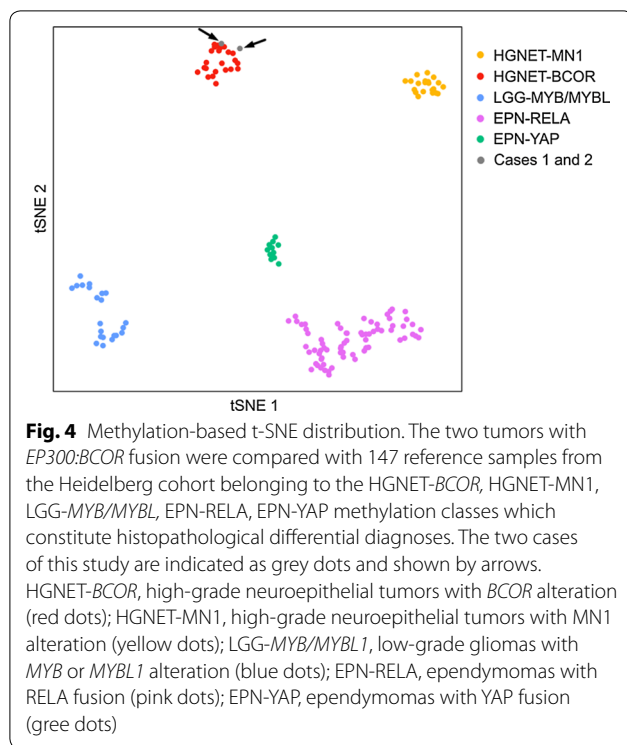 HGNET-MN1
HGNET-BCOR
LGG-MYB/MYBL
EPN-RELA
EPN-YAP
Cases 1 and 2
tSNE 2
tSNE 1
Fig. 4 Methylation-based t-SNE distribution. The two tumors with
EP300:BCOR fusion were compared with 147 reference samples from
the Heidelberg cohort belonging to the HGNET-BCOR, HGNET-MN1,
LGG-MYB/MYBL, EPN-RELA, EPN-YAP methylation classes which
constitute histopathological differential diagnoses. The two cases
of this study are indicated as grey dots and shown by arrows.
HGNET-BCOR, high-grade neuroepithelial tumors with BCOR alteration
(red dots); HGNET-MN1, high-grade neuroepithelial tumors with MN1
alteration (yellow dots); LGG-MYB/MYBL1, low-grade gliomas with
MYB or MYBL1 alteration (blue dots); EPN-RELA, ependymomas with
RELA fusion (pink dots); EPN-YAP, ependymomas with YAP fusion
(gree dots)